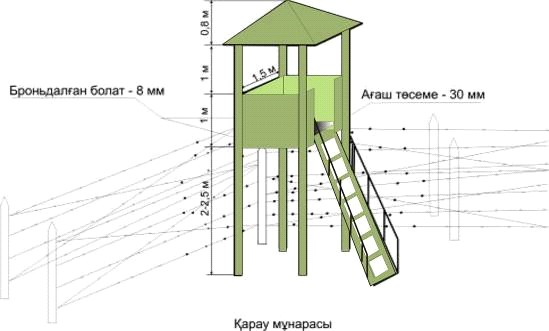 0,8 м
1 м
1,5 м
Броньдалған болат - 8 мм
Ағаш төсеме - 30 мм
1 м
2-2,5 м
Қарау мұнарасы